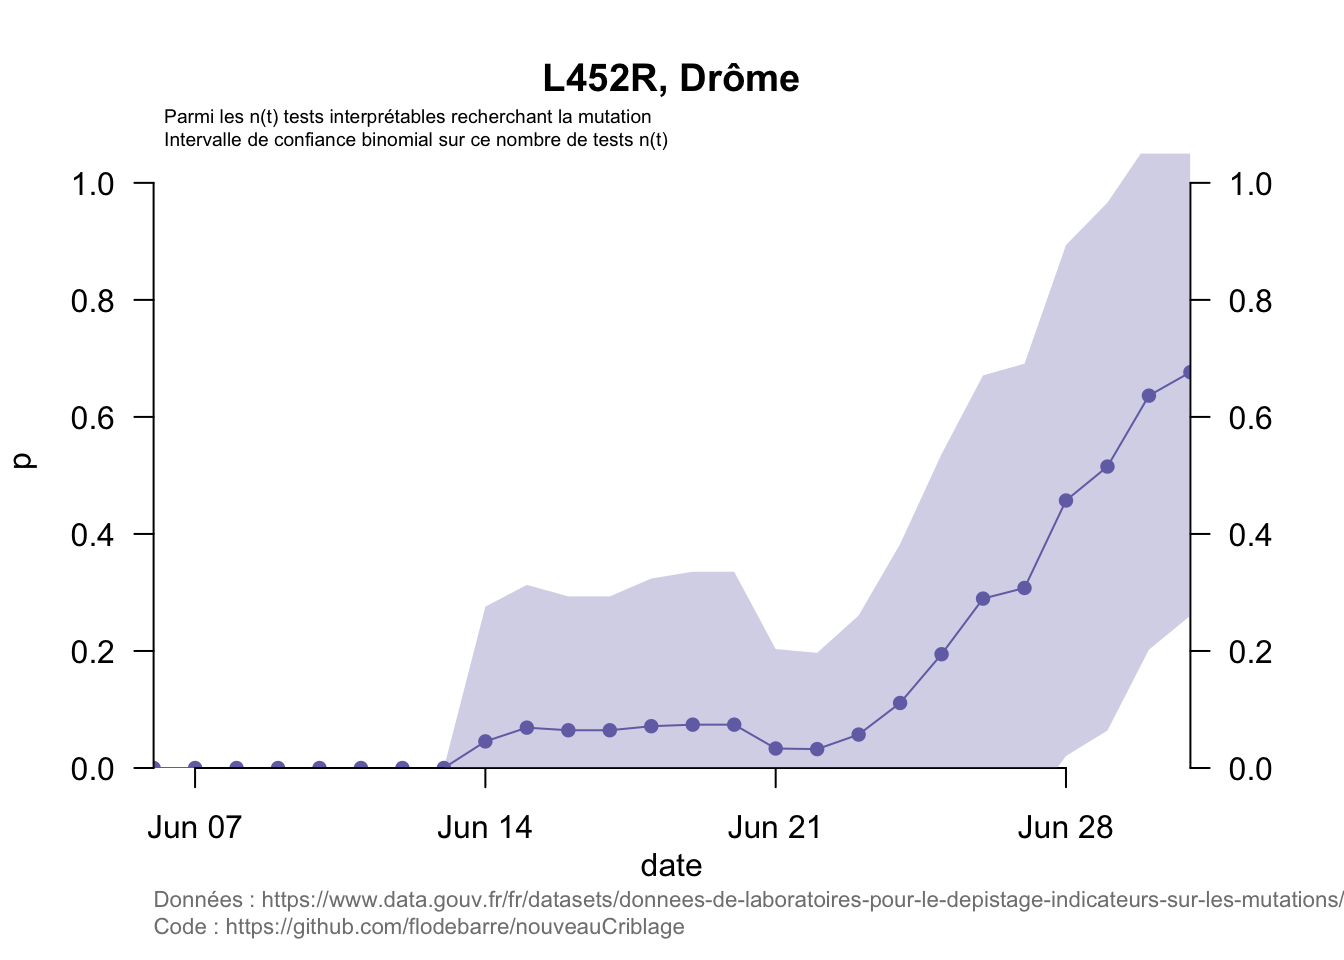 L452R, Drôme
Parmi les n(t) tests interprétables recherchant la mutation
Intervalle de confiance binomial sur ce nombre de tests n(t)
1.0
0.8
0.6
0.4
0.2
0.0
p
1.0
0.8
0.6
0.4
0.2
0.0
Jun 07 Jun 14 Jun 21 Jun 28
date
Données : https://www.data.gouv.fr/fr/datasets/donnees-de-laboratoires-pour-le-depistage-indicateurs-sur-les-mutations/
Code : https://github.com/flodebarre/nouveauCriblage